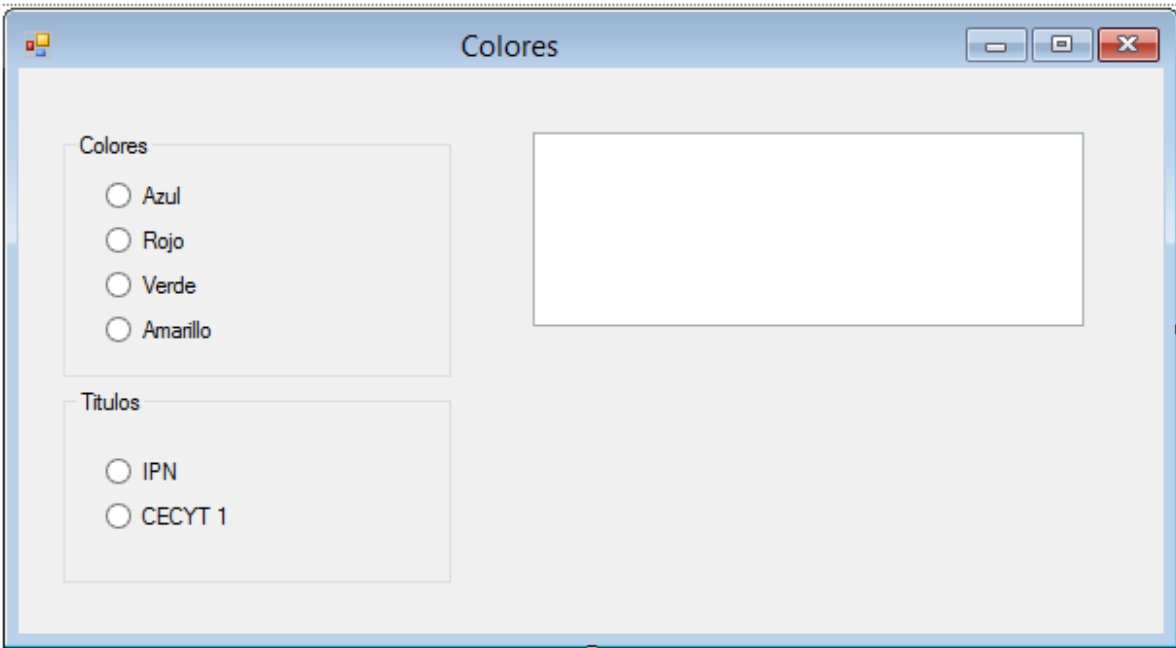 Colores
Colores
Azul
Rojo
Verde
Amarillo
Titulos
IPN
CECYT 1